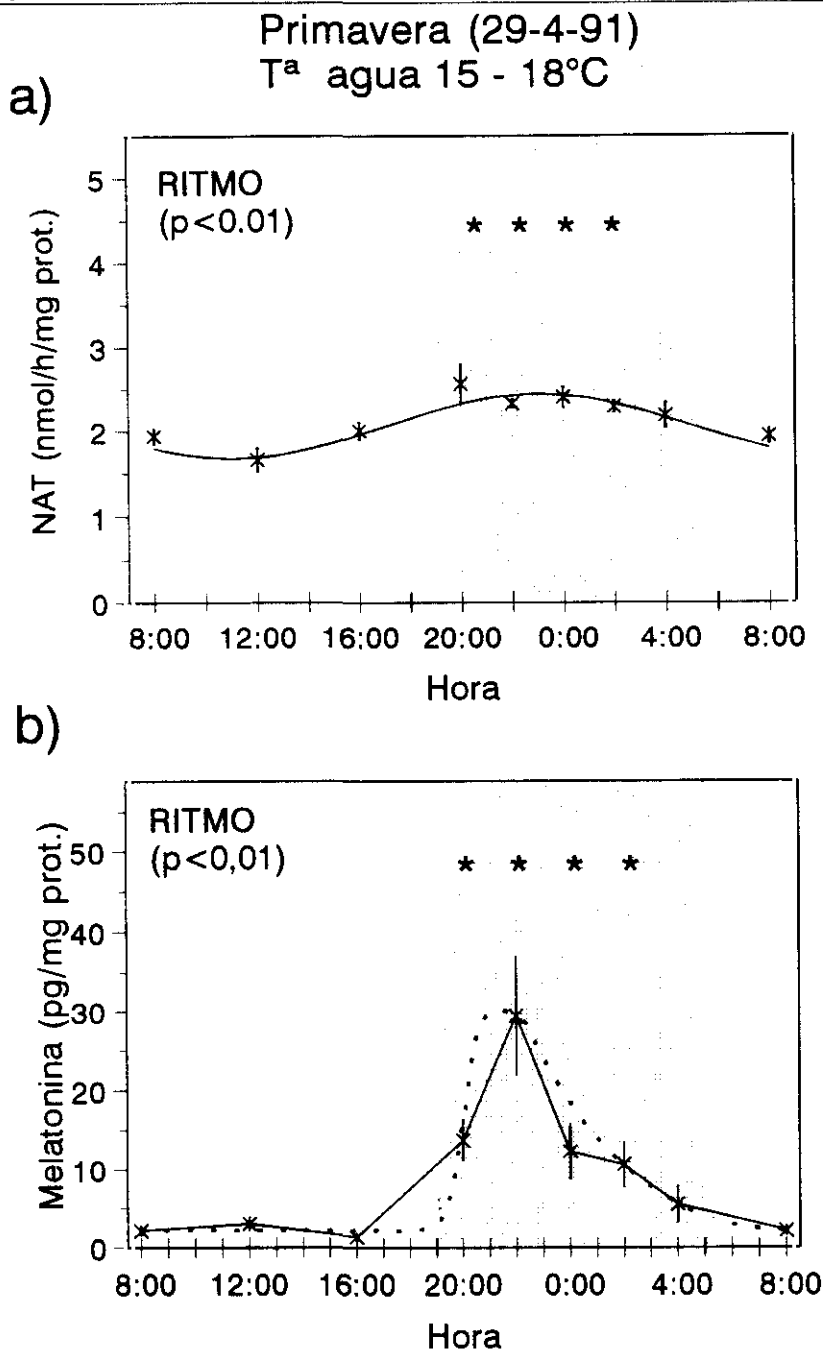 Primavera (29-4-91)
Tª agua 15 - 18°C
a)
RITMO
(p<0.01)
★ ★ ★ ★
NAT (nmol/h/mg prot.)
5
4
3
2
1
0
8:00 12:00 16:00 20:00 0:00 4:00 8:00
Hora
b)
RITMO
(p<0,01)
★ ★ ★ ★
Melatonina (pg/mg prot.)
50
40
30
20
10
0
8:00 12:00 16:00 20:00 0:00 4:00 8:00
Hora